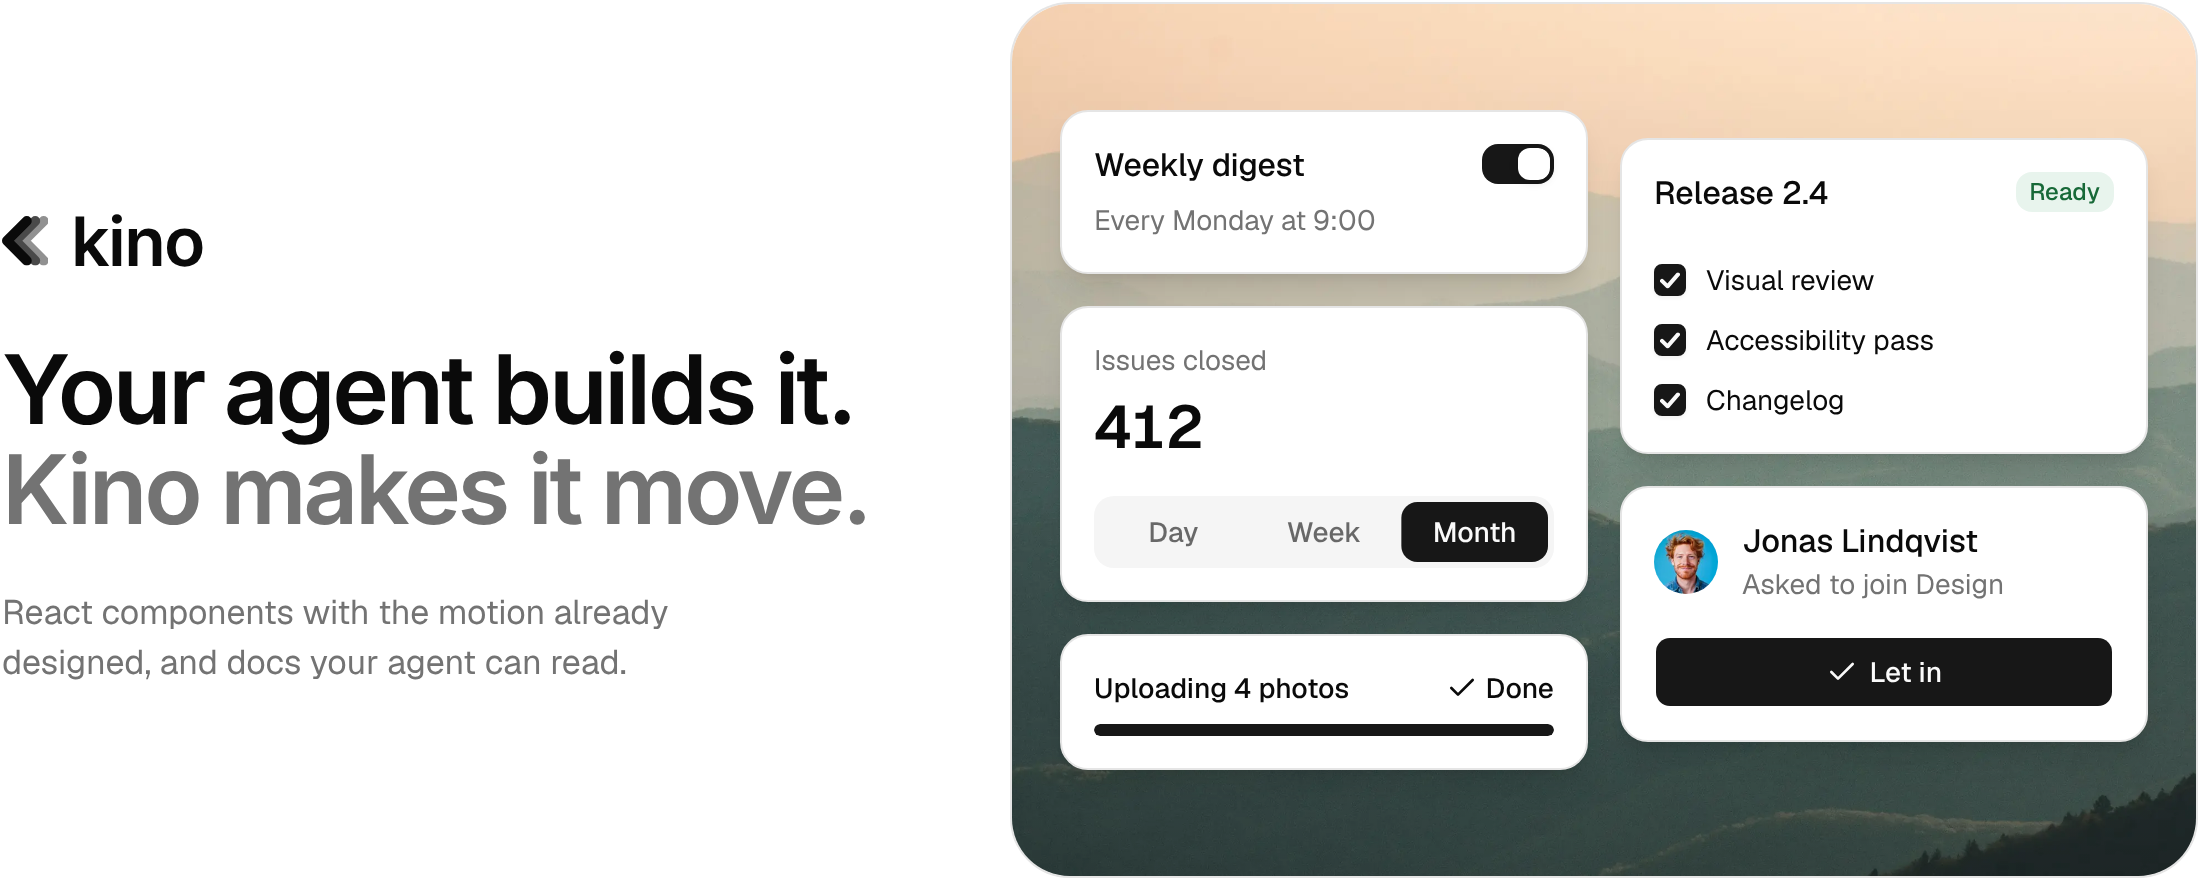 kino
Your agent builds it.
Kino makes it move.
React components with the motion already
designed, and docs your agent can read.
Weekly digest
Every Monday at 9:00
Issues closed
412
Day Week Month
Uploading 4 photos Done
Release 2.4 Ready
Visual review
Accessibility pass
Changelog
Jonas Lindqvist
Asked to join Design
Let in